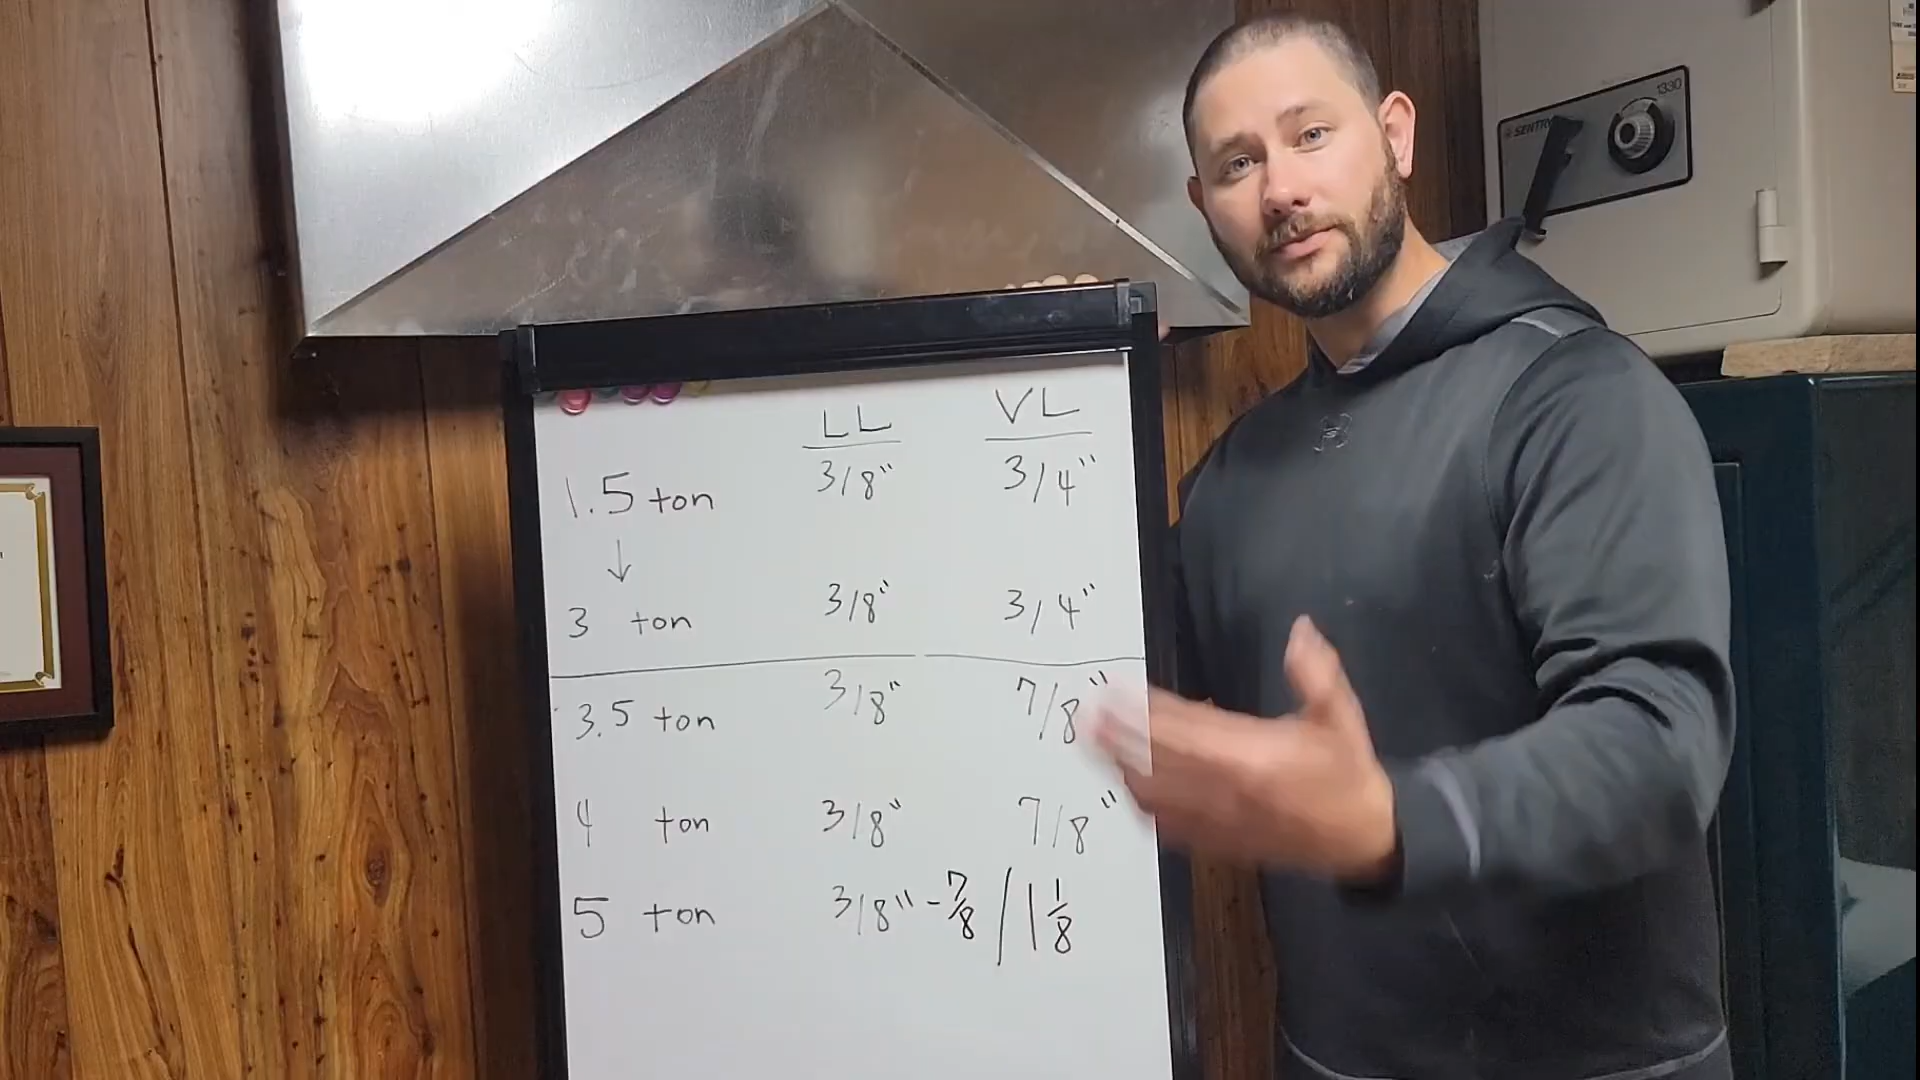 SENTRY
1330
LL VL
1.5 ton 3/8" 3/4"
↓
3 ton 3/8" 3/4"
3.5 ton 3/8" 7/8"
4 ton 3/8" 7/8"
5 ton 3/8" - 7/8 / 1 1/8